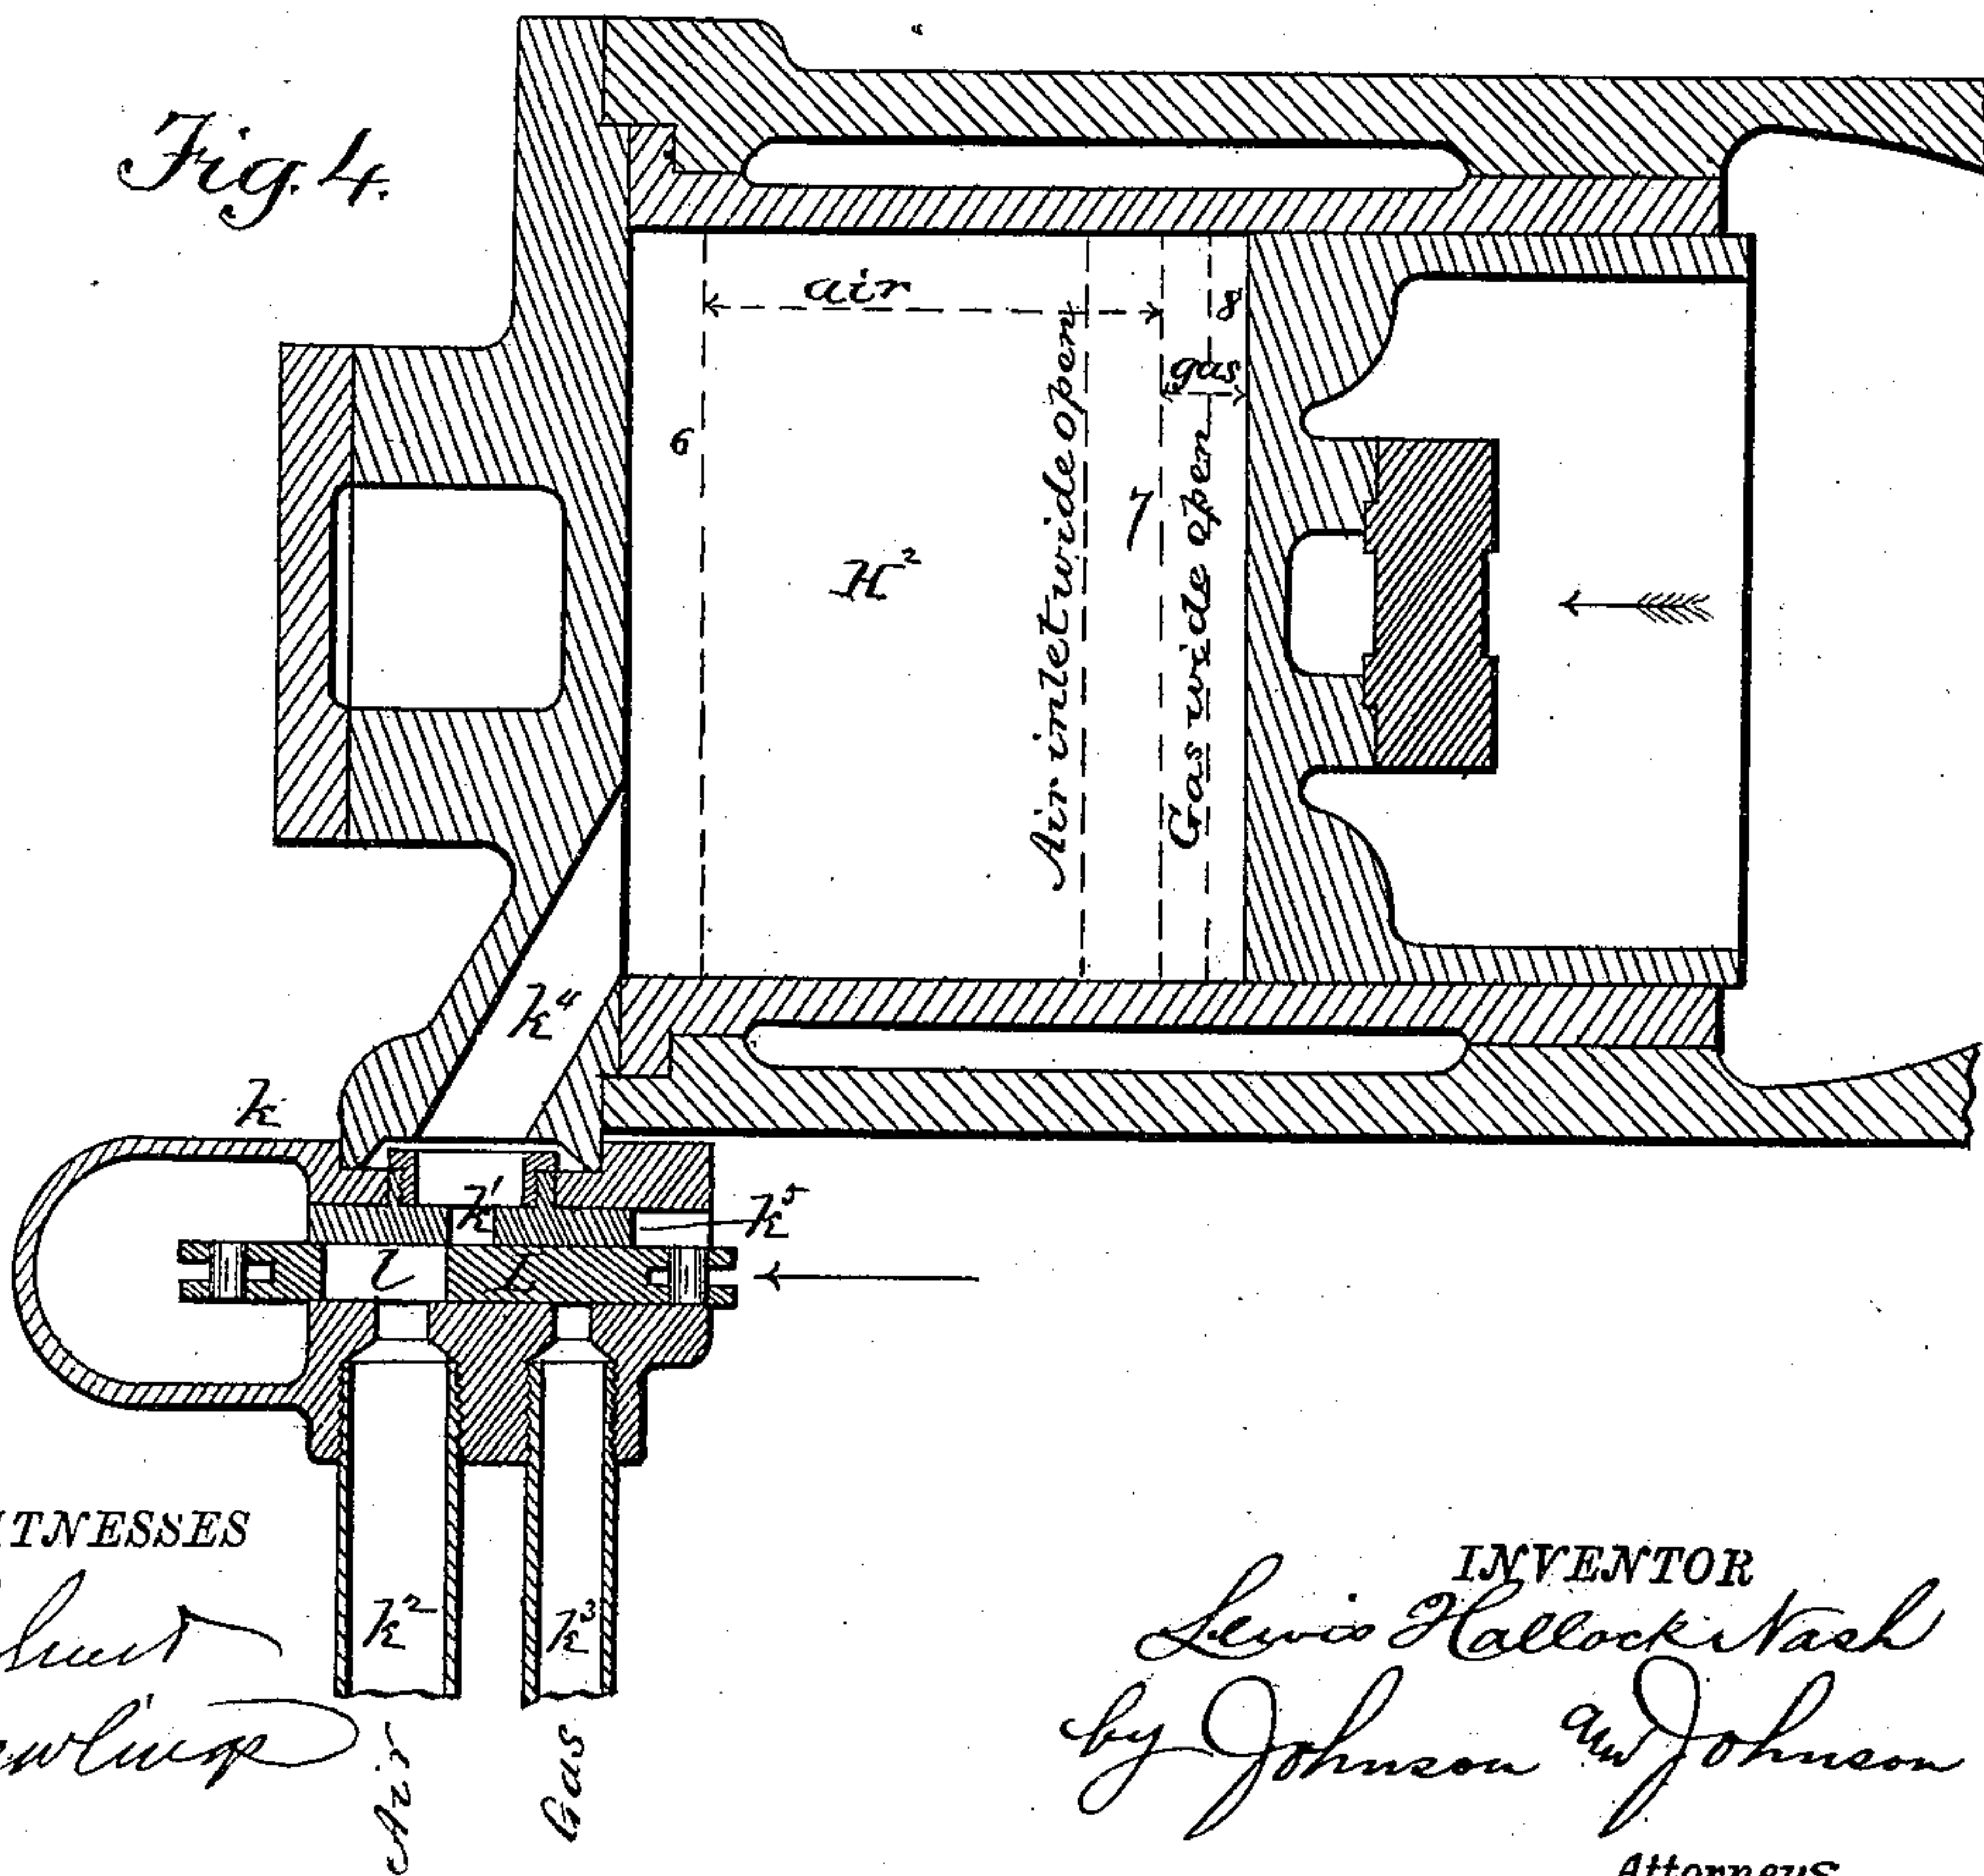 Fig. 4.
air
8
gas
6
Air inlet wide open
7
Gas wide open
H²
k⁴
k
k'
k⁵
l
L
ITNESSES
INVENTOR
Lewis Hallock Nash
by Johnson and Johnson
Attorneys
k²
k³
Air
Gas